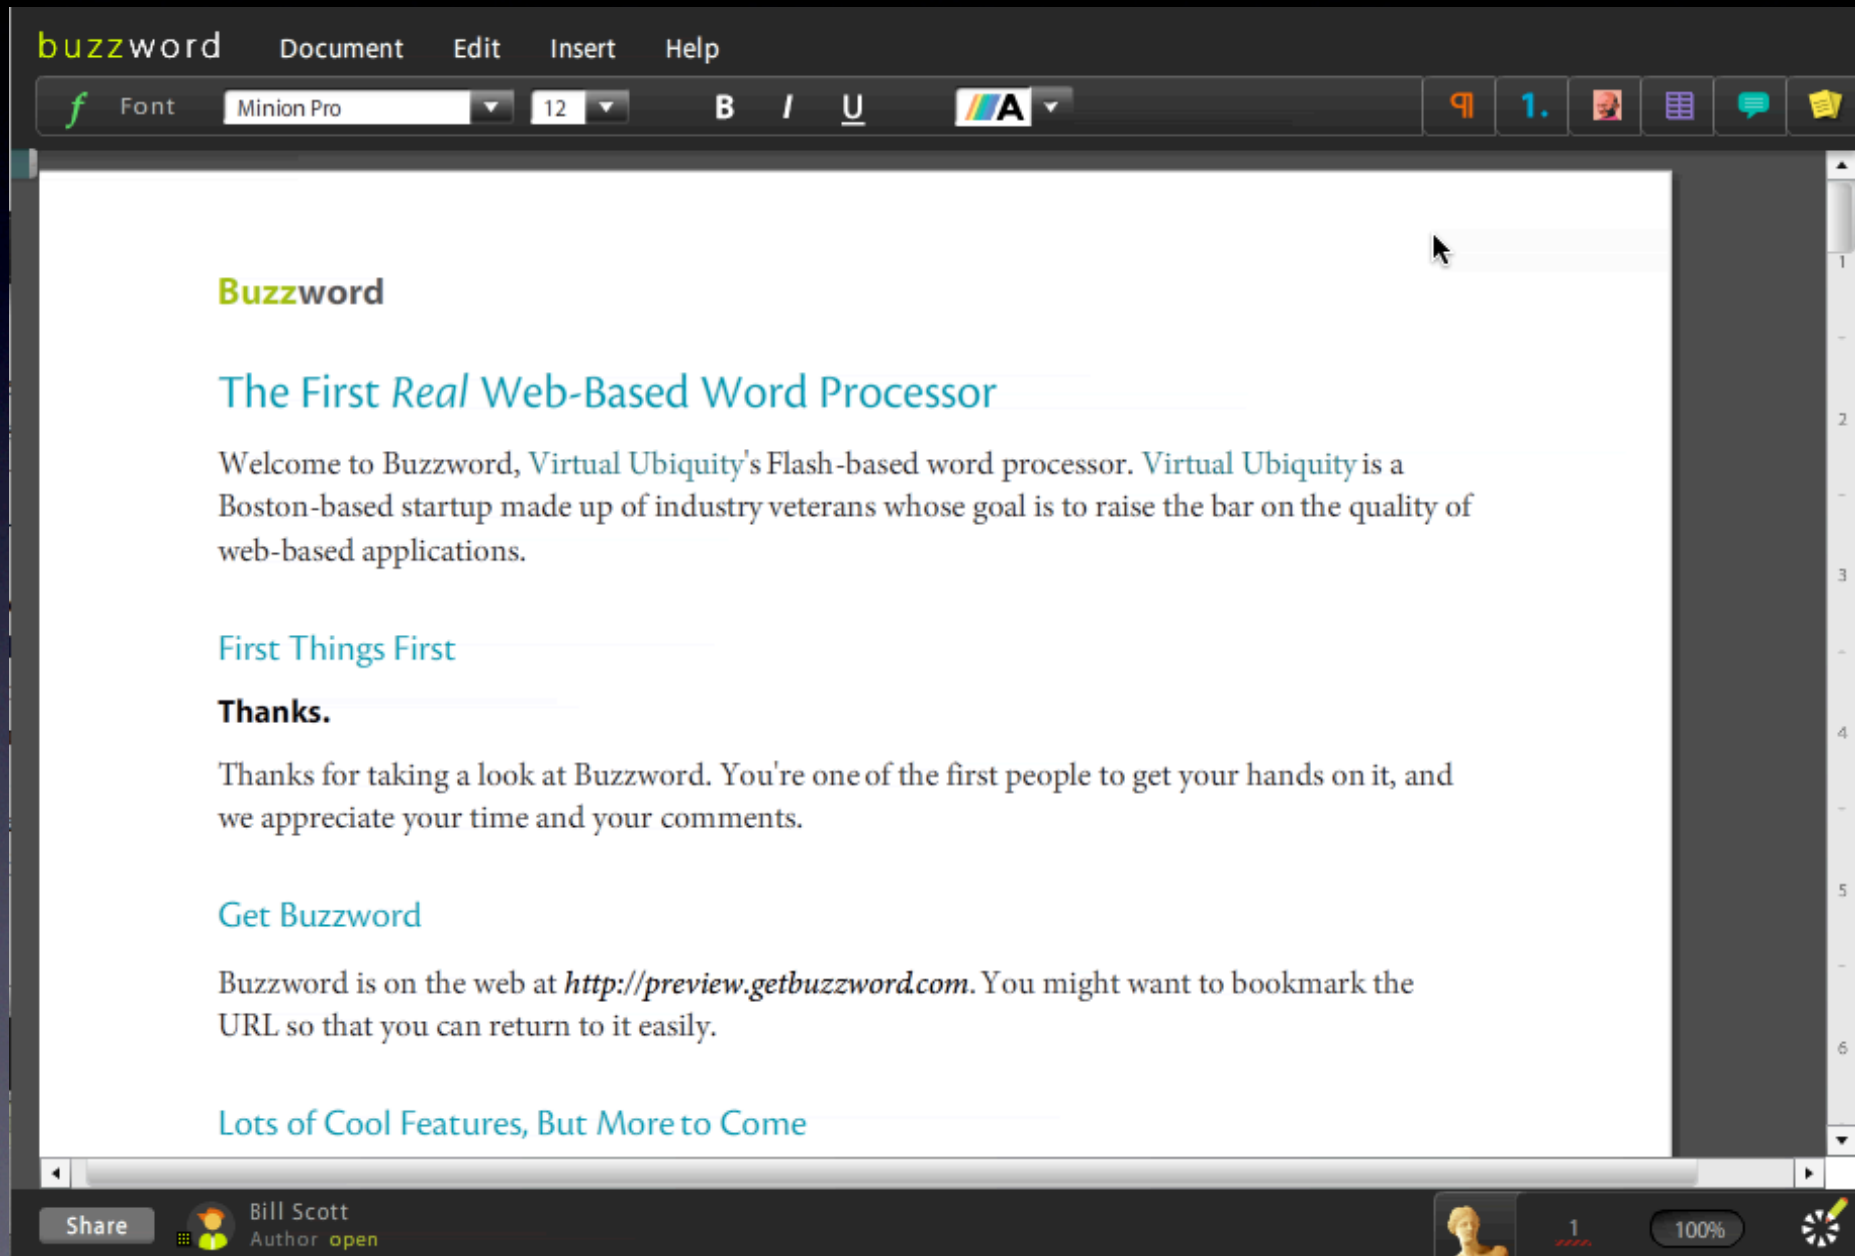 buzzword Document Edit Insert Help
f Font Minion Pro 12 B I U A ¶ 1.
Buzzword
The First Real Web-Based Word Processor
Welcome to Buzzword, Virtual Ubiquity's Flash-based word processor. Virtual Ubiquity is a
Boston-based startup made up of industry veterans whose goal is to raise the bar on the quality of
web-based applications.
First Things First
Thanks.
Thanks for taking a look at Buzzword. You're one of the first people to get your hands on it, and
we appreciate your time and your comments.
Get Buzzword
Buzzword is on the web at http://preview.getbuzzword.com. You might want to bookmark the
URL so that you can return to it easily.
Lots of Cool Features, But More to Come
1
2
3
4
5
6
Share
Bill Scott
Author open
1
100%